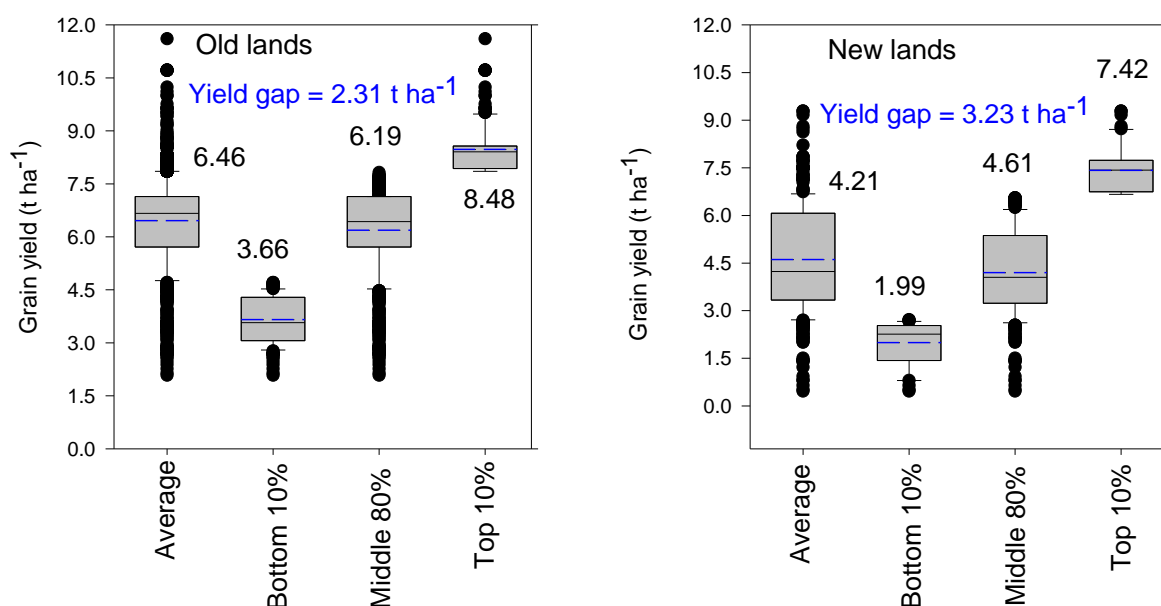 Old lands
Yield gap = 2.31 t ha⁻¹
6.46
3.66
6.19
8.48
Grain yield (t ha⁻¹)
12.0
10.5
9.0
7.5
6.0
4.5
3.0
1.5
0.0
Average
Bottom 10%
Middle 80%
Top 10%
New lands
7.42
Yield gap = 3.23 t ha⁻¹
4.21
4.61
1.99
Grain yield (t ha⁻¹)
12.0
10.5
9.0
7.5
6.0
4.5
3.0
1.5
0.0
Average
Bottom 10%
Middle 80%
Top 10%